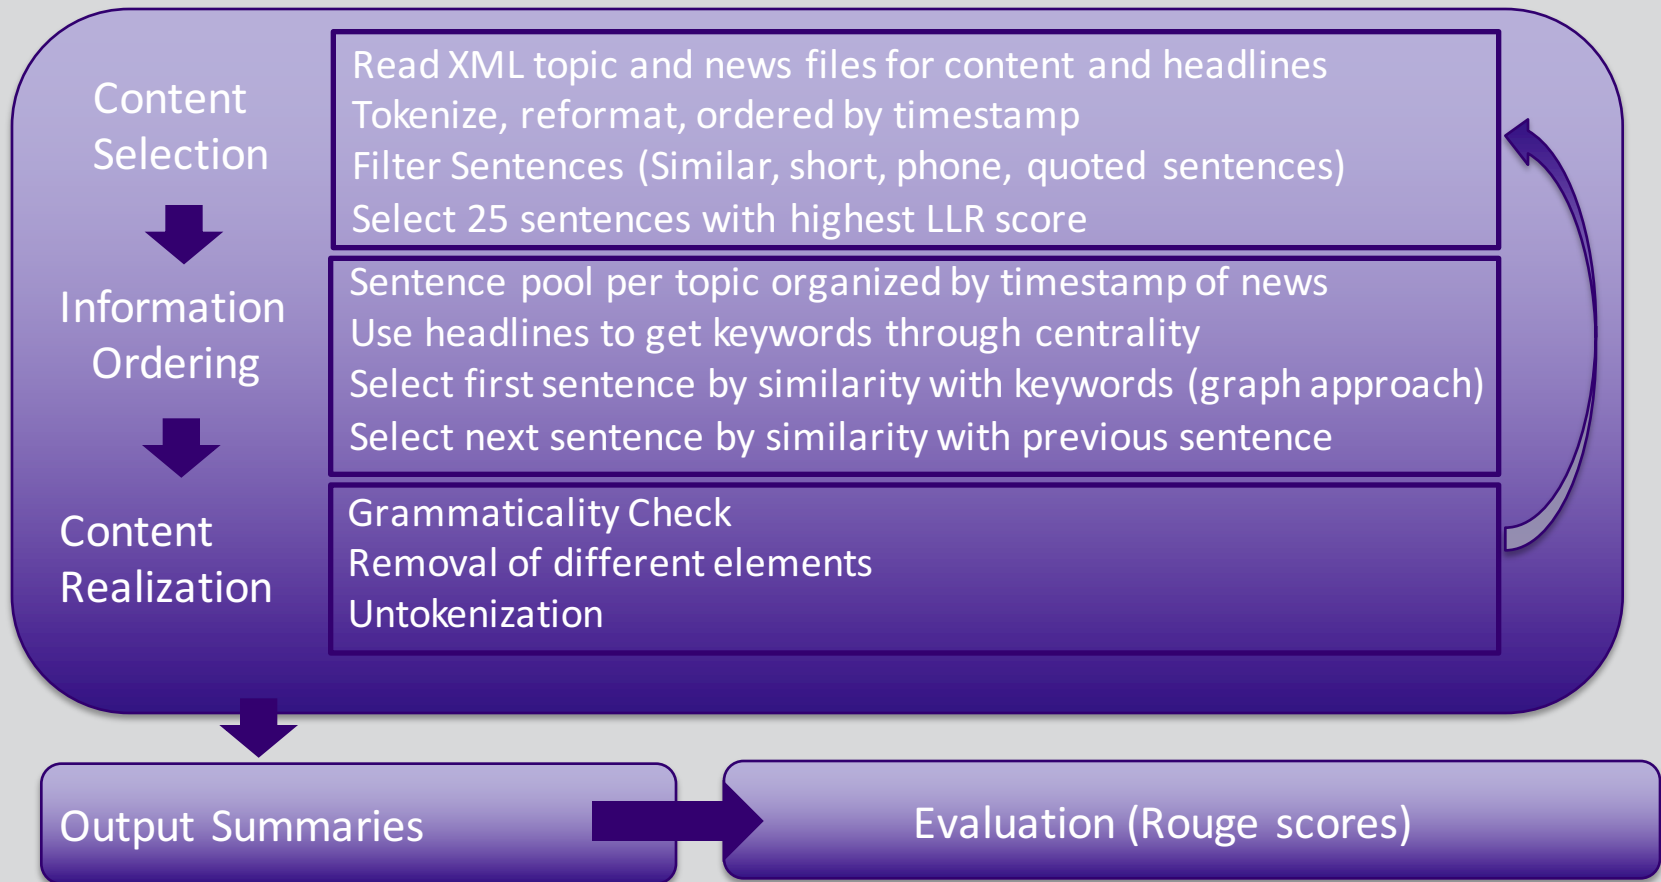 Content
Selection
Read XML topic and news files for content and headlines
Tokenize, reformat, ordered by timestamp
Filter Sentences (Similar, short, phone, quoted sentences)
Select 25 sentences with highest LLR score
Information
Ordering
Sentence pool per topic organized by timestamp of news
Use headlines to get keywords through centrality
Select first sentence by similarity with keywords (graph approach)
Select next sentence by similarity with previous sentence
Content
Realization
Grammaticality Check
Removal of different elements
Untokenization
Output Summaries
Evaluation (Rouge scores)